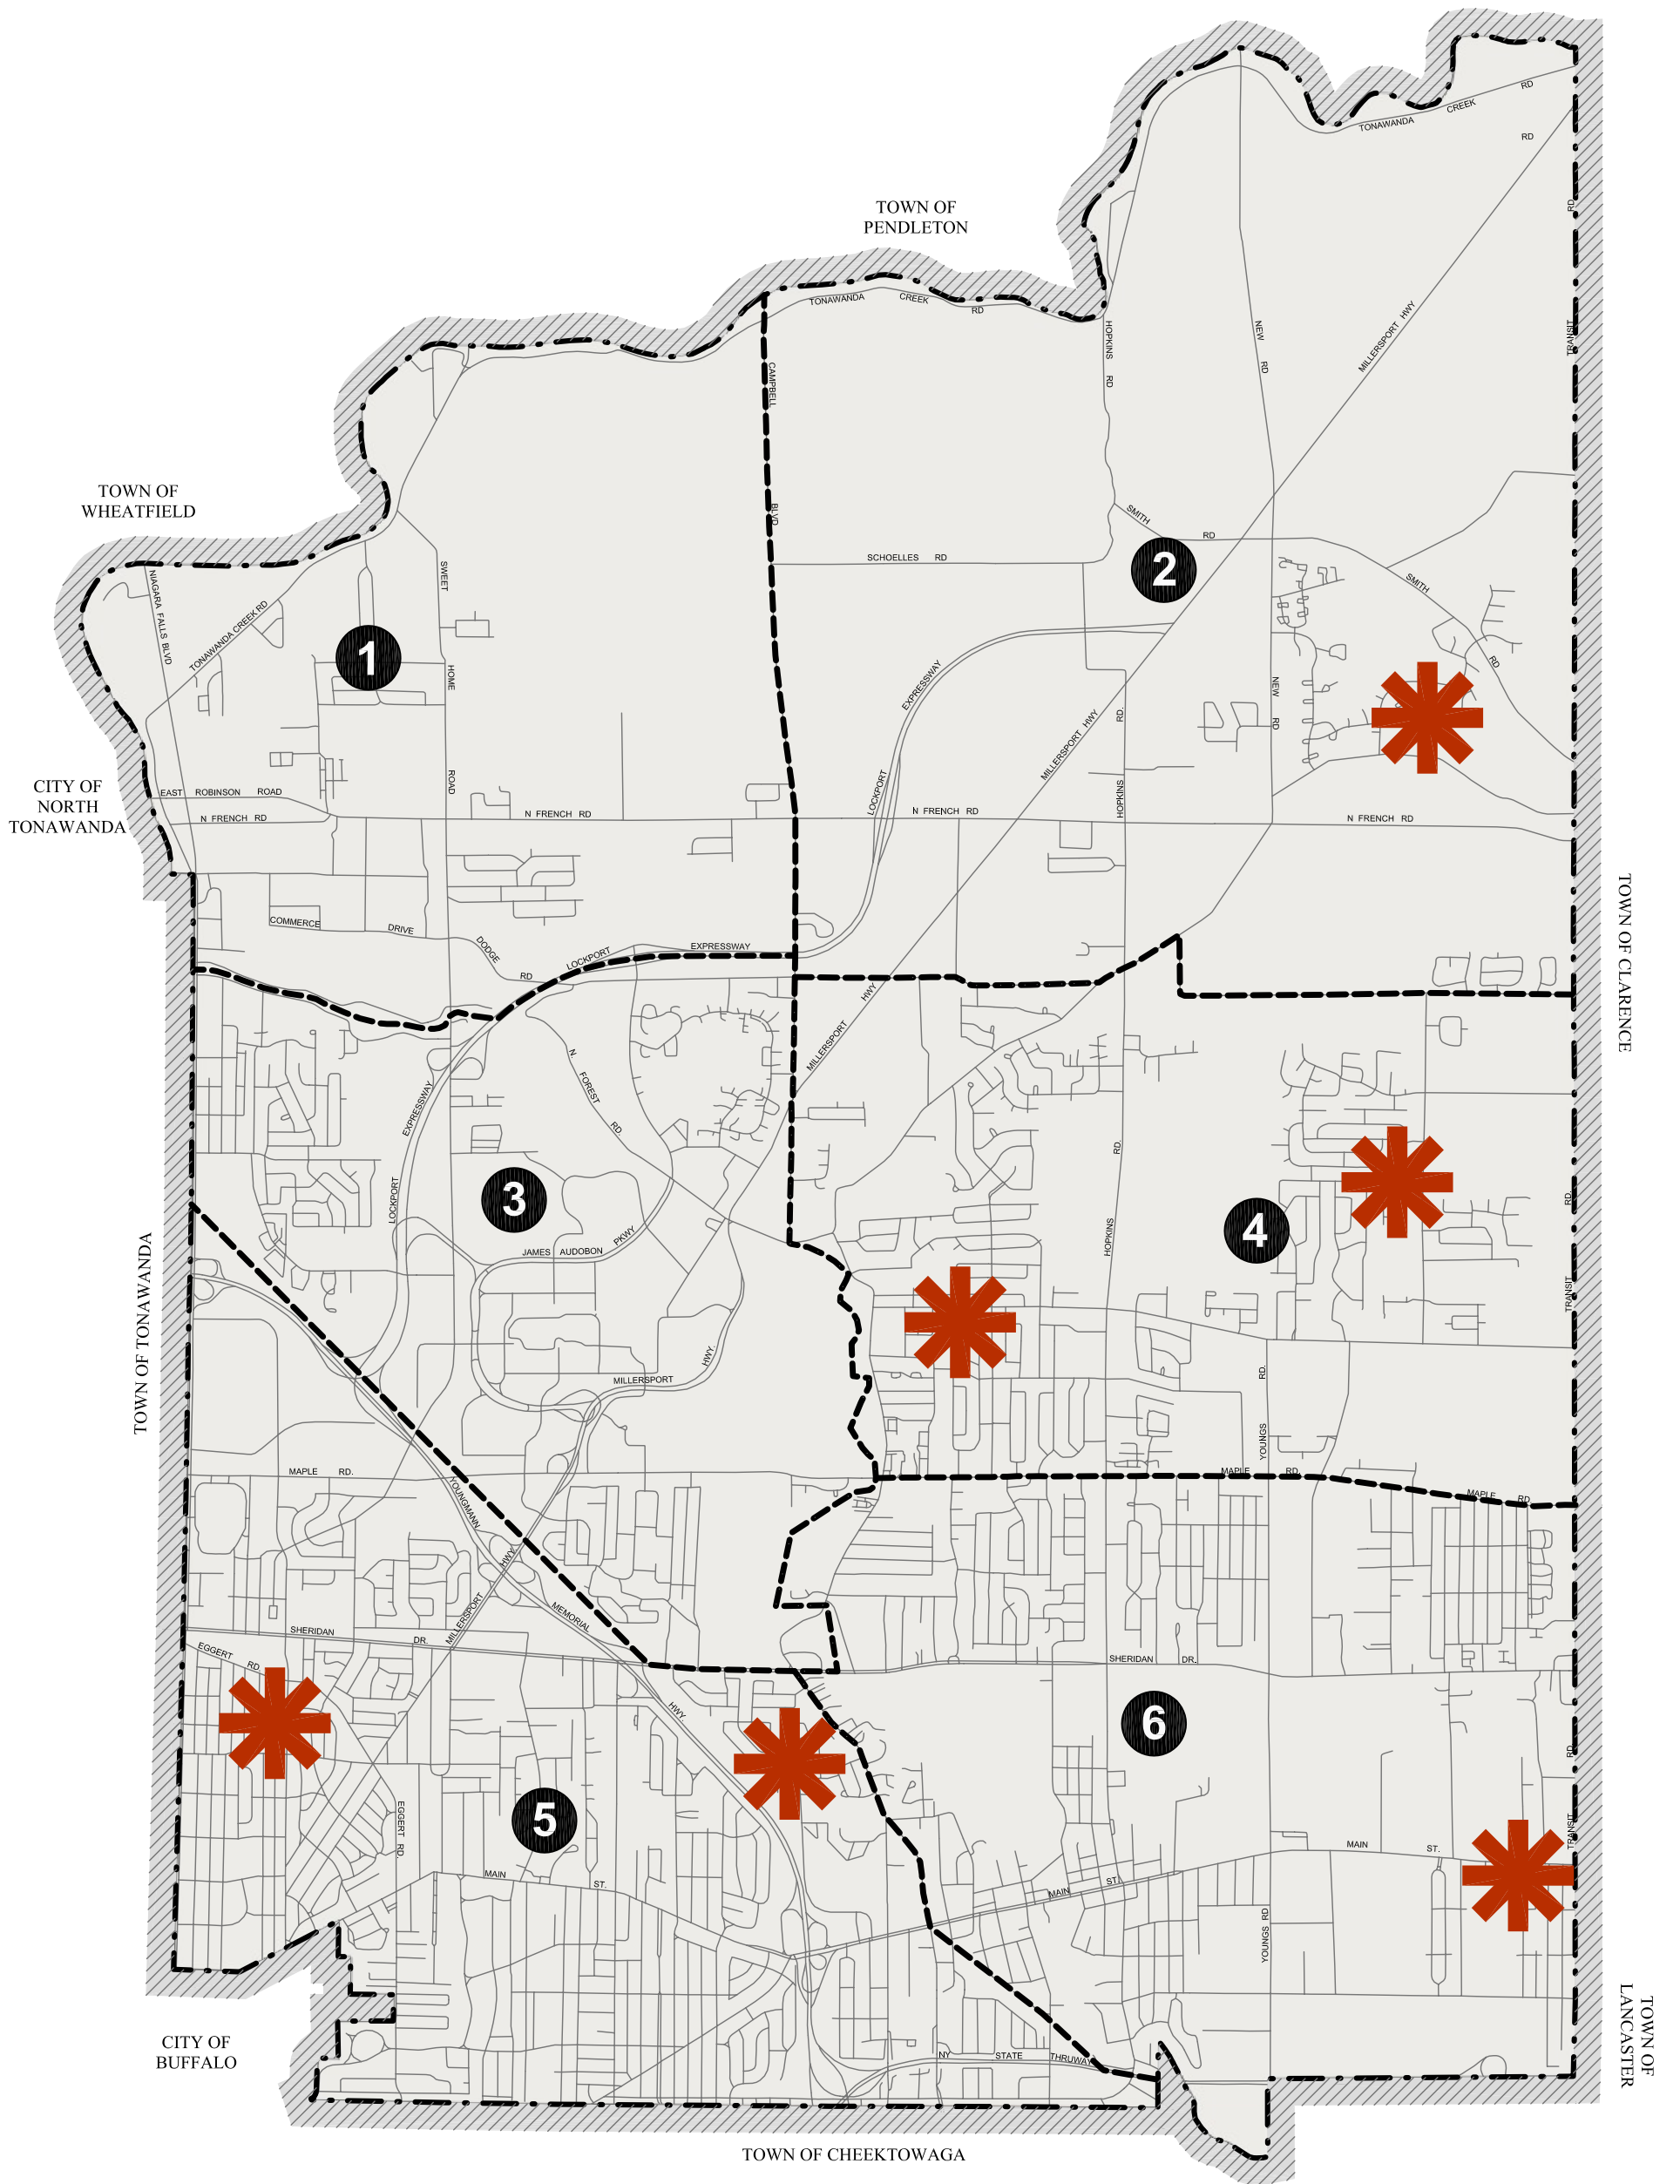 RD
CREEK
TONAWANDA
RD
RD
TOWN OF
PENDLETON
TONAWANDA CREEK
RD
HOPKINS RD
NEW RD
MILLERSPORT HWY
TRANSIT
CAMPBELL
BLVD
TOWN OF
WHEATFIELD
SMITH
RD
SCHOELLES RD
2
SMITH
RD
NIAGARA FALLS BLVD
TONAWANDA CREEK RD
SWEET
HOME
ROAD
1
EXPRESSWAY
LOCKPORT
MILLERSPORT HWY
RD.
HOPKINS
NEW RD
CITY OF
NORTH
TONAWANDA
EAST ROBINSON ROAD
N FRENCH RD
N FRENCH RD
N FRENCH RD
N FRENCH RD
TOWN OF CLARENCE
COMMERCE
DRIVE
DODGE
RD
LOCKPORT
EXPRESSWAY
HWY
MILLERSPORT
N.
FOREST
RD.
EXPRESSWAY
LOCKPORT
3
JAMES AUDOBON PKWY
RD.
HOPKINS
4
RD.
TRANSIT
TOWN OF TONAWANDA
MILLERSPORT
HWY.
RD.
YOUNGS
MAPLE RD.
MAPLE RD.
MAPLE RD.
YOUNGMANN
HWY.
MILLERSPORT
MEMORIAL
HWY.
SHERIDAN DR.
EGGERT RD.
SHERIDAN DR.
6
5
EGGERT RD.
RD.
TRANSIT
MAIN ST.
MAIN ST.
MAIN ST.
YOUNGS RD
CITY OF
BUFFALO
NY STATE THRUWAY
TOWN OF
LANCASTER
TOWN OF CHEEKTOWAGA